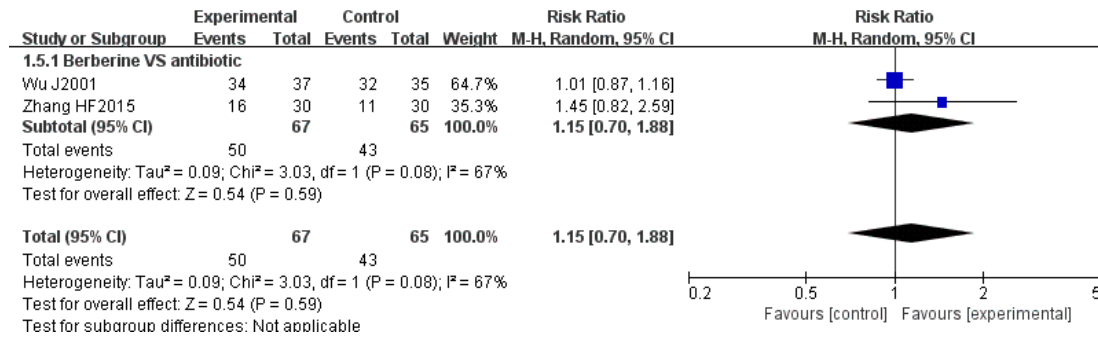 Experimental Control Risk Ratio Risk Ratio
Study or Subgroup Events Total Events Total Weight M-H, Random, 95% CI M-H, Random, 95% CI
1.5.1 Berberine VS antibiotic
Wu J2001 34 37 32 35 64.7% 1.01 [0.87, 1.16]
Zhang HF2015 16 30 11 30 35.3% 1.45 [0.82, 2.59]
Subtotal (95% CI) 67 65 100.0% 1.15 [0.70, 1.88]
Total events 50 43
Heterogeneity: Tau² = 0.09; Chi² = 3.03, df = 1 (P = 0.08); I² = 67%
Test for overall effect: Z = 0.54 (P = 0.59)
Total (95% CI) 67 65 100.0% 1.15 [0.70, 1.88]
Total events 50 43
Heterogeneity: Tau² = 0.09; Chi² = 3.03, df = 1 (P = 0.08); I² = 67%
Test for overall effect: Z = 0.54 (P = 0.59)
Test for subgroup differences: Not applicable
0.2 0.5 1 2 5
Favours [control] Favours [experimental]